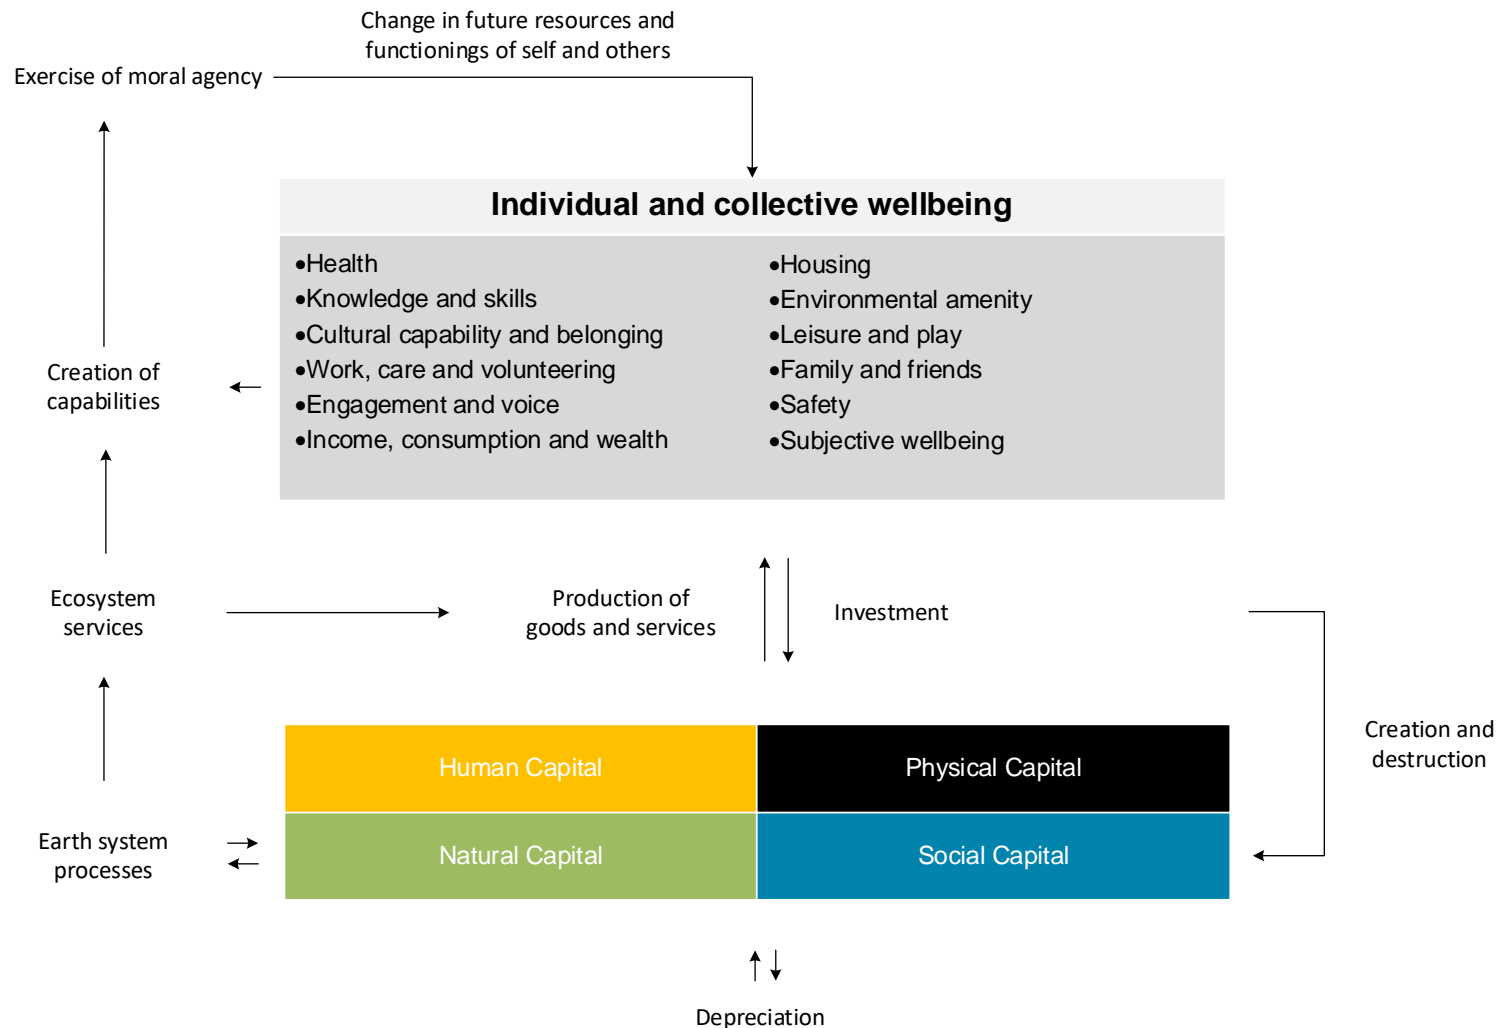 Change in future resources and
functionings of self and others
Exercise of moral agency
Individual and collective wellbeing
•Health
•Knowledge and skills
•Cultural capability and belonging
•Work, care and volunteering
•Engagement and voice
•Income, consumption and wealth
•Housing
•Environmental amenity
•Leisure and play
•Family and friends
•Safety
•Subjective wellbeing
Creation of
capabilities
Ecosystem
services
Production of
goods and services
Investment
Creation and
destruction
Human Capital
Physical Capital
Natural Capital
Social Capital
Earth system
processes
Depreciation